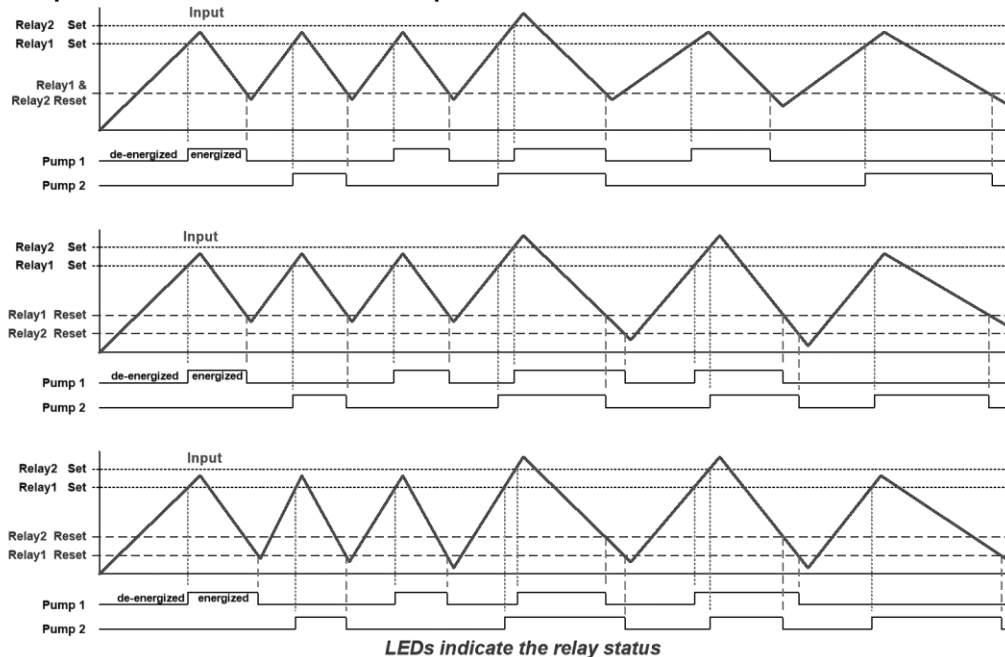 Input
Relay2 Set
Relay1 Set
Relay1 &
Relay2 Reset
de-energized energized
Pump 1
Pump 2
Input
Relay2 Set
Relay1 Set
Relay1 Reset
Relay2 Reset
de-energized energized
Pump 1
Pump 2
Input
Relay2 Set
Relay1 Set
Relay2 Reset
Relay1 Reset
de-energized energized
Pump 1
Pump 2
LEDs indicate the relay status